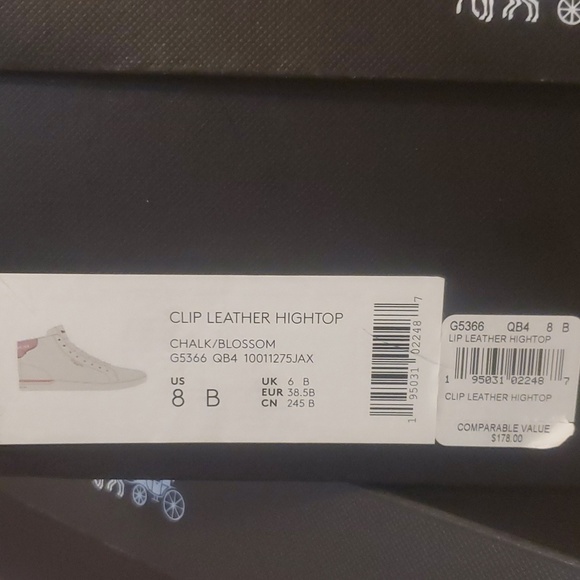 CLIP LEATHER HIGHTOP
CHALK/BLOSSOM
G5366 QB4 10011275JAX
US
8 B
UK 6 B
EUR 38.5B
CN 245 B
1 95031 02248 7
G5366 QB4 8 B
LIP LEATHER HIGHTOP
1 95031 02248 7
CLIP LEATHER HIGHTOP
COMPARABLE VALUE
$178.00